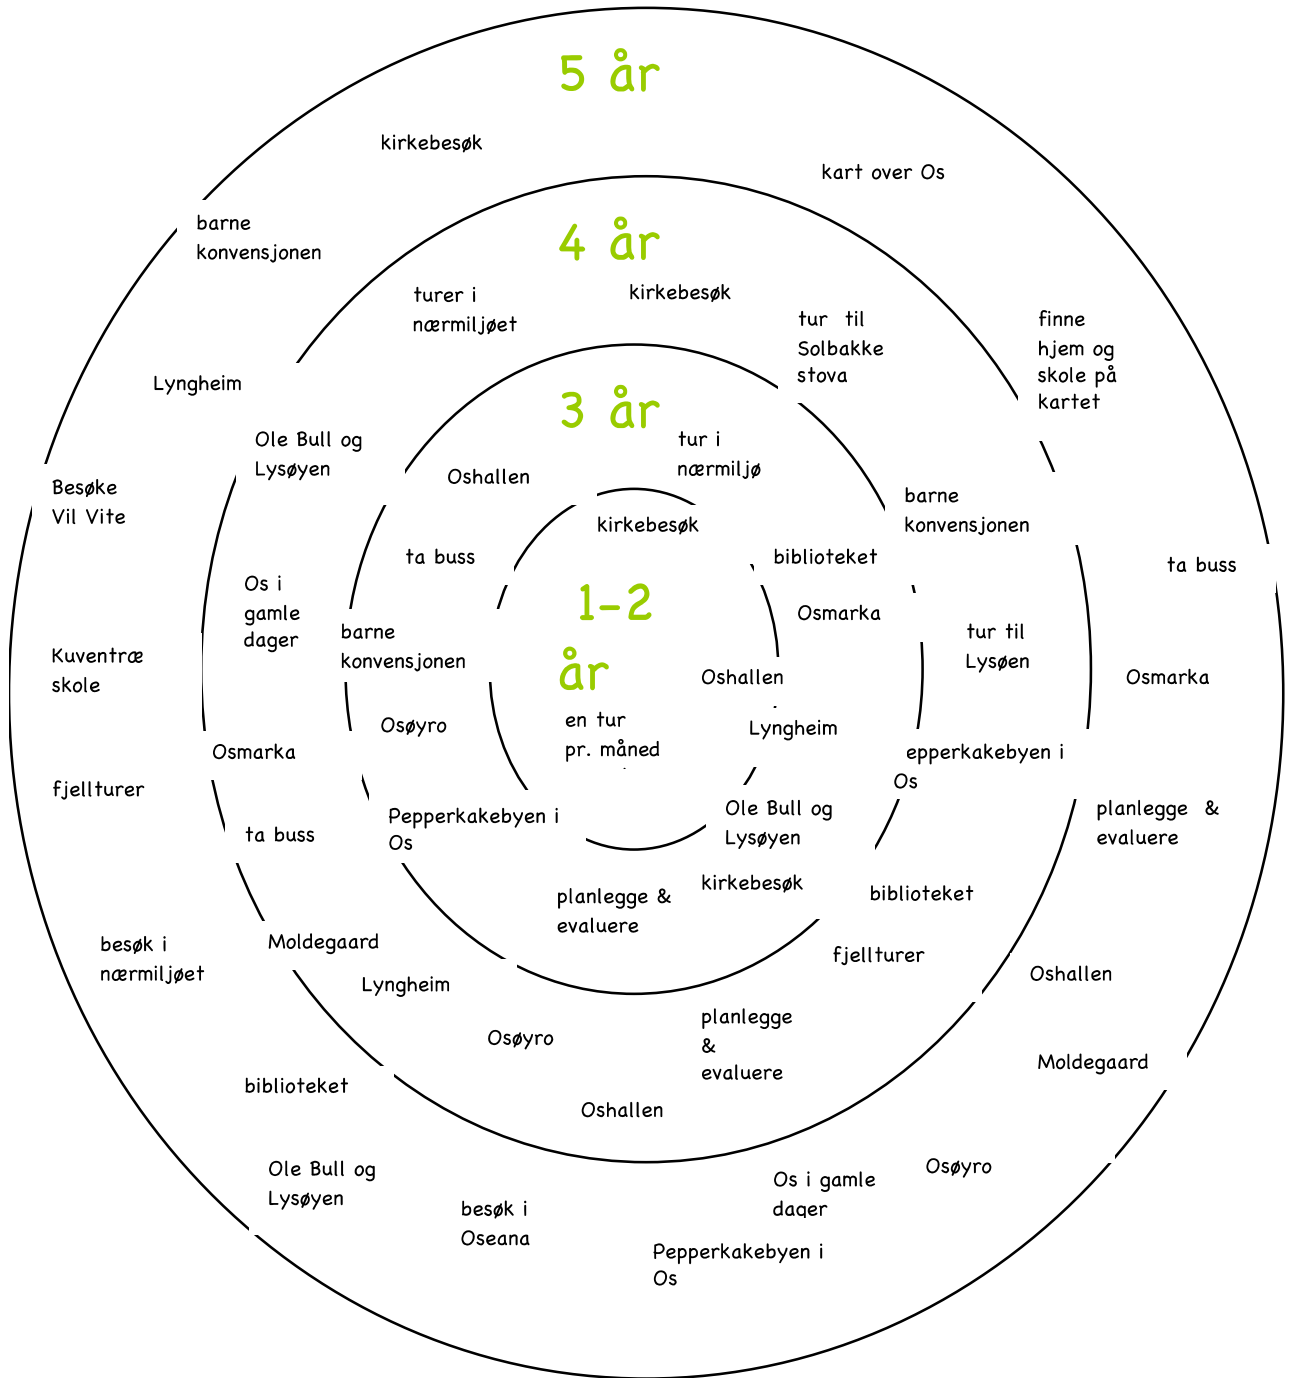 5 år
kirkebesøk
kart over Os
barne
konvensjonen
finne
hjem og
skole på
kartet
Lyngheim
Besøke
Vil Vite
ta buss
Kuventræ
skole
Osmarka
fjellturer
planlegge &
evaluere
besøk i
nærmiljøet
Oshallen
Moldegaard
biblioteket
Ole Bull og
Lysøyen
besøk i
Oseana
Os i gamle
dager
Osøyro
Pepperkakebyen i
Os
4 år
turer i
nærmiljøet
kirkebesøk
tur til
Solbakke
stova
Ole Bull og
Lysøyen
barne
konvensjonen
Os i
gamle
dager
tur til
Lysøen
Osmarka
epperkakebyen i
Os
ta buss
biblioteket
Moldegaard
fjellturer
Lyngheim
Osøyro
planlegge
&
evaluere
Oshallen
3 år
tur i
nærmiljø
Oshallen
ta buss
biblioteket
Osmarka
barne
konvensjonen
Osøyro
Lyngheim
Pepperkakebyen i
Os
Ole Bull og
Lysøyen
kirkebesøk
planlegge &
evaluere
kirkebesøk
1-2
år
Oshallen
en tur
pr. måned